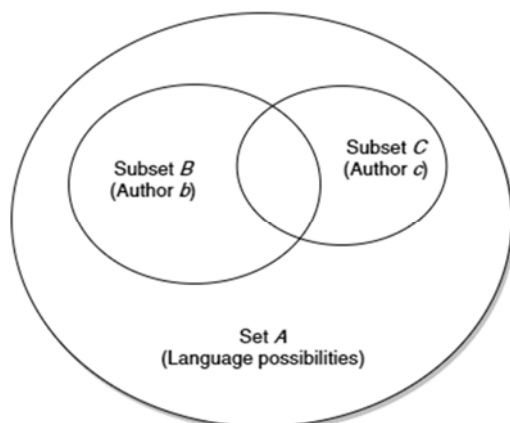 Subset B
(Author b)
Subset C
(Author c)
Set A
(Language possibilities)